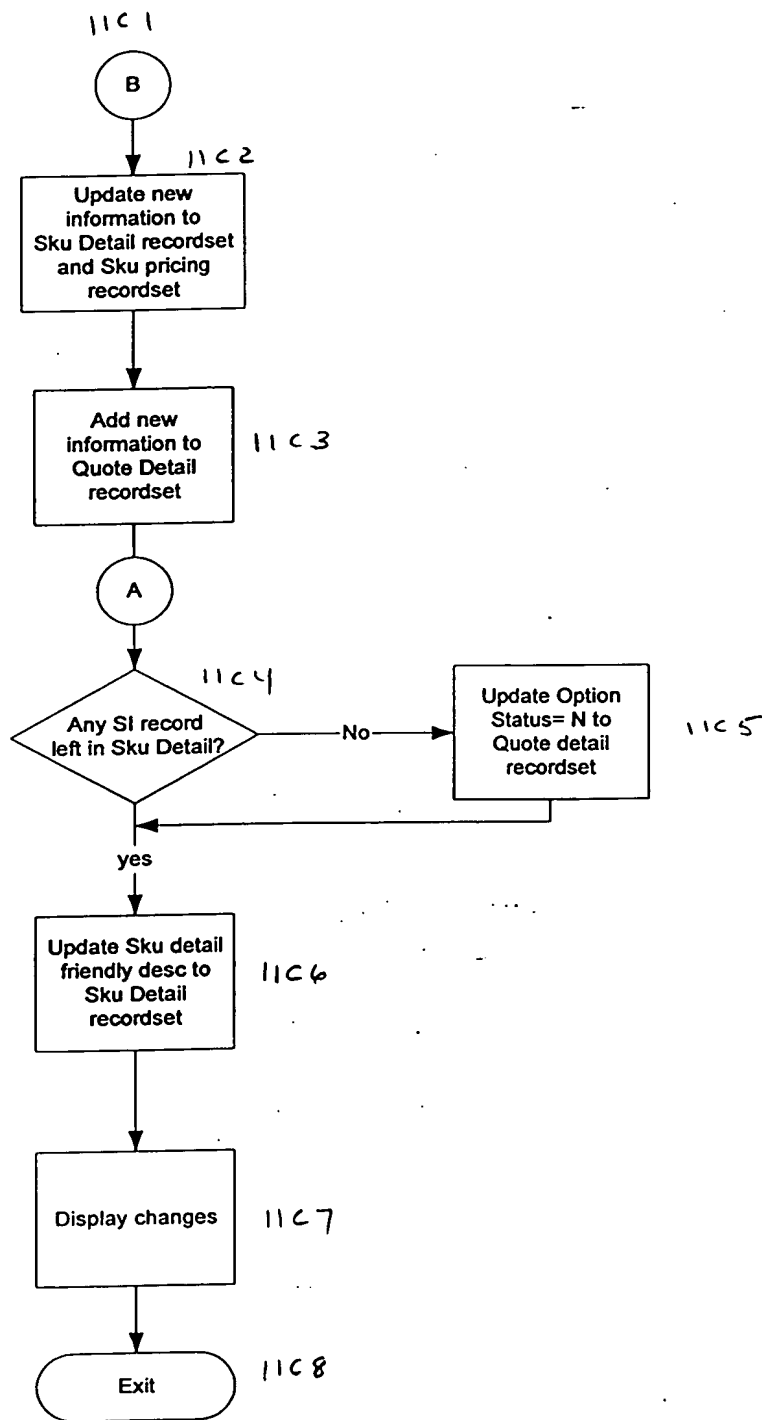 11C1
B
11C2
Update new
information to
Sku Detail recordset
and Sku pricing
recordset
Add new
information to
Quote Detail
recordset
11C3
A
11C4
Any SI record
left in Sku Detail?
No
Update Option
Status= N to
Quote detail
recordset
11C5
yes
Update Sku detail
friendly desc to
Sku Detail
recordset
11C6
Display changes
11C7
Exit
11C8